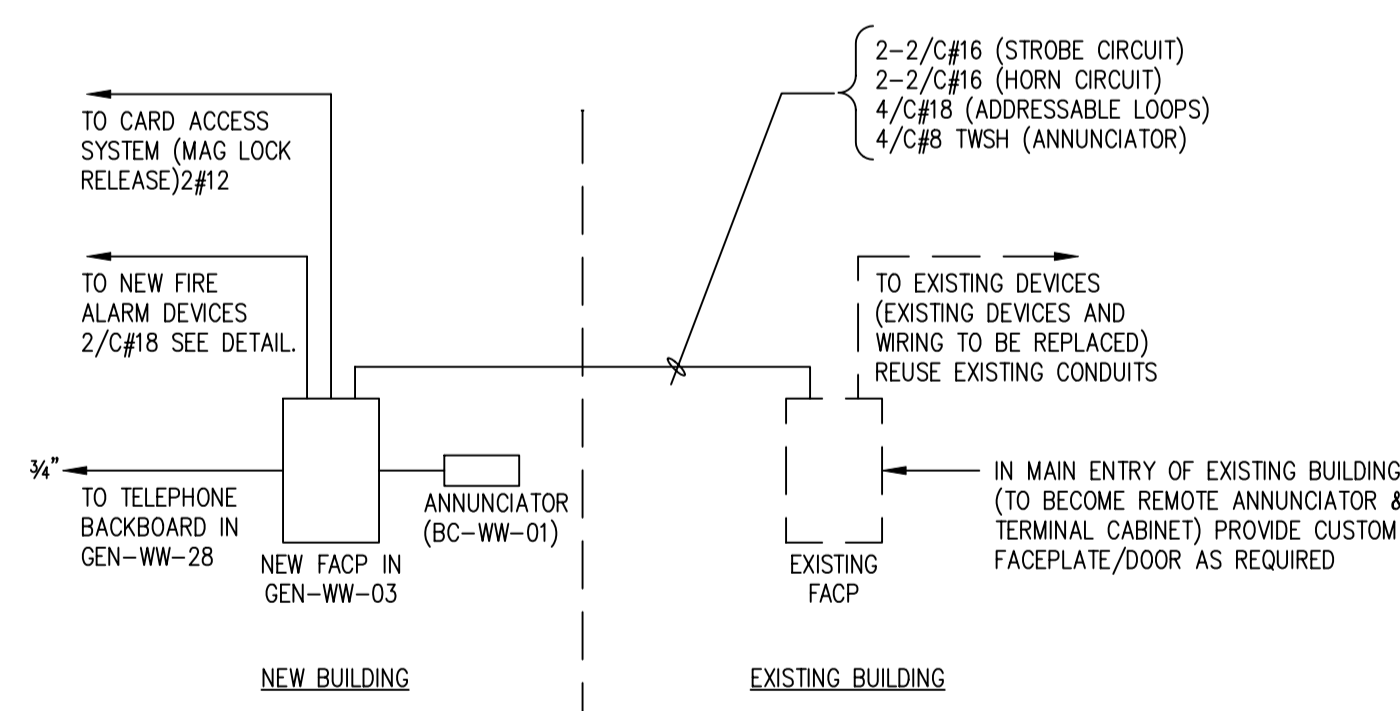 2-2/C#16 (STROBE CIRCUIT)
2-2/C#16 (HORN CIRCUIT)
4/C#18 (ADDRESSABLE LOOPS)
4/C#8 TWSH (ANNUNCIATOR)
TO CARD ACCESS
SYSTEM (MAG LOCK
RELEASE)2#12
TO NEW FIRE
ALARM DEVICES
2/C#18 SEE DETAIL.
TO EXISTING DEVICES
(EXISTING DEVICES AND
WIRING TO BE REPLACED)
REUSE EXISTING CONDUITS
3/4"
TO TELEPHONE
BACKBOARD IN
GEN-WW-28
NEW FACP IN
GEN-WW-03
ANNUNCIATOR
(BC-WW-01)
EXISTING
FACP
IN MAIN ENTRY OF EXISTING BUILDING
(TO BECOME REMOTE ANNUNCIATOR &
TERMINAL CABINET) PROVIDE CUSTOM
FACEPLATE/DOOR AS REQUIRED
NEW BUILDING
EXISTING BUILDING